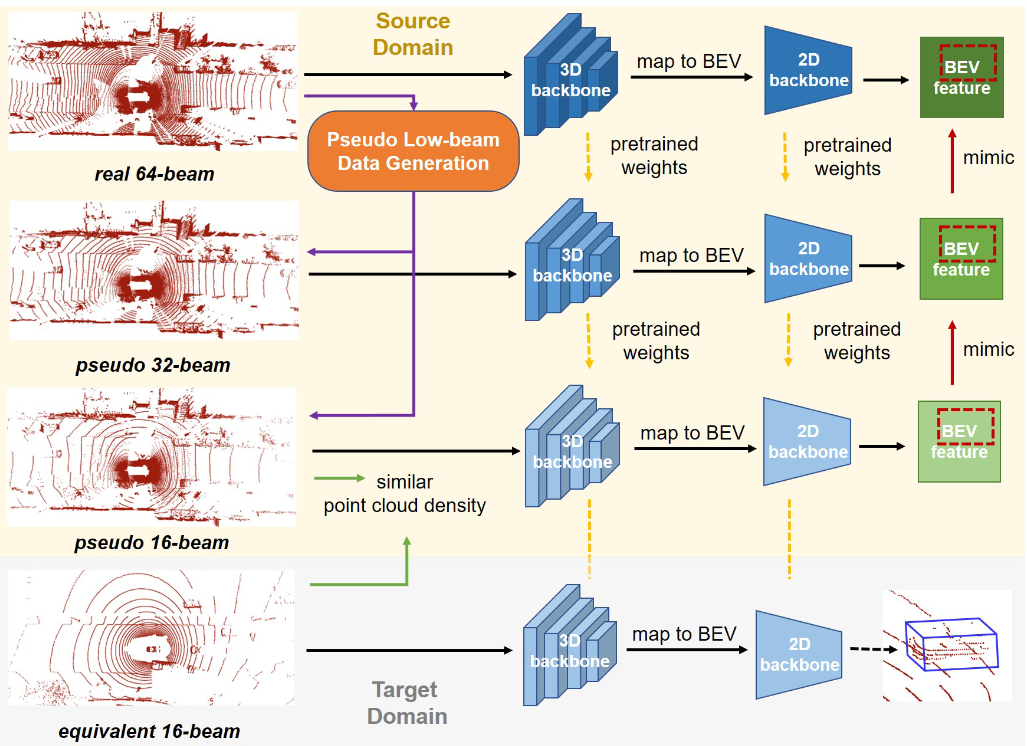 Source
Domain
3D
backbone
map to BEV
2D
backbone
BEV
feature
Pseudo Low-beam
Data Generation
pretrained
weights
pretrained
weights
mimic
real 64-beam
3D
backbone
map to BEV
2D
backbone
BEV
feature
pretrained
weights
pretrained
weights
mimic
pseudo 32-beam
3D
backbone
map to BEV
2D
backbone
BEV
feature
similar
point cloud density
pseudo 16-beam
3D
backbone
map to BEV
2D
backbone
Target
Domain
equivalent 16-beam